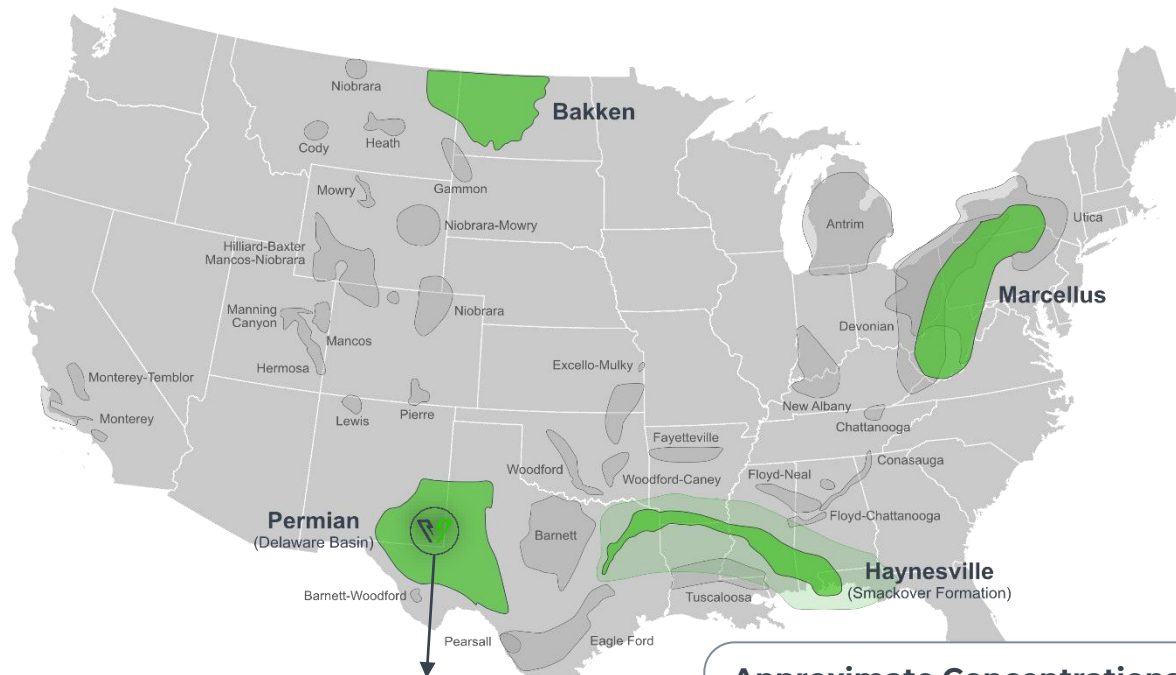 Niobrara
Bakken
Cody
Heath
Gammon
Mowry
Niobrara-Mowry
Hilliard-Baxter
Mancos-Niobrara
Antrim
Utica
Marcellus
Manning
Canyon
Mancos
Niobrara
Devonian
Hermosa
Excello-Mulky
Monterey-Temblor
Monterey
Lewis
Pierre
New Albany
Chattanooga
Fayetteville
Woodford
Woodford-Caney
Floyd-Neal
Conasauga
Floyd-Chattanooga
Permian
(Delaware Basin)
Barnett
Haynesville
(Smackover Formation)
Barnett-Woodford
Tuscaloosa
Pearsall
Eagle Ford
Approximate Concentrations